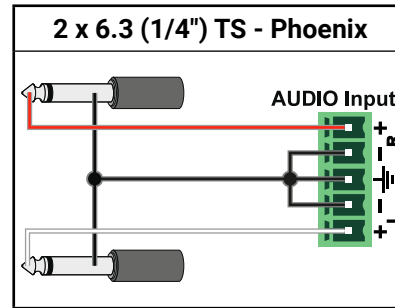 2 x 6.3 (1/4") TS - Phoenix
AUDIO Input
+
R
−
−
L
+